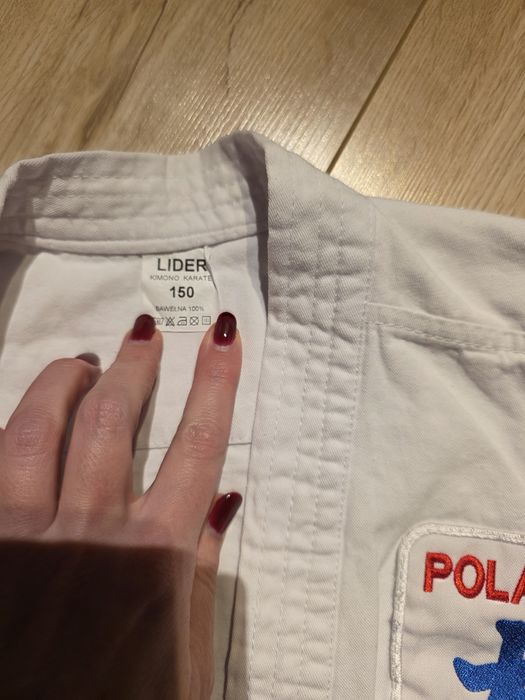 LIDER
KIMONO KARATE
150
BAWEŁNA 100%
POLA